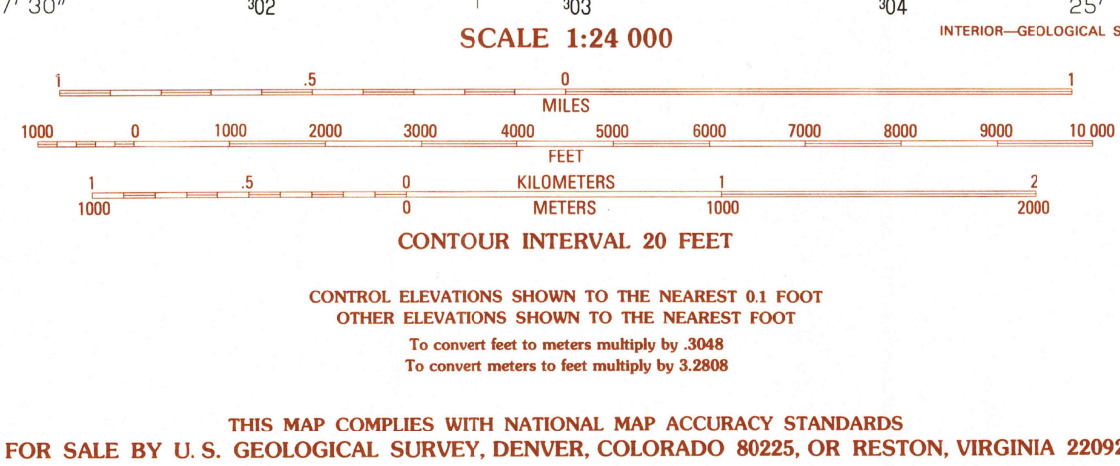 7' 30" ³02 ³03 ³04 25'
SCALE 1:24 000
INTERIOR—GEOLOGICAL S
1 .5 0 1
MILES
1000 0 1000 2000 3000 4000 5000 6000 7000 8000 9000 10 000
FEET
1 .5 0 KILOMETERS 1 2
1000 0 METERS 1000 2000
CONTOUR INTERVAL 20 FEET
CONTROL ELEVATIONS SHOWN TO THE NEAREST 0.1 FOOT
OTHER ELEVATIONS SHOWN TO THE NEAREST FOOT
To convert feet to meters multiply by .3048
To convert meters to feet multiply by 3.2808
THIS MAP COMPLIES WITH NATIONAL MAP ACCURACY STANDARDS
FOR SALE BY U. S. GEOLOGICAL SURVEY, DENVER, COLORADO 80225, OR RESTON, VIRGINIA 22092